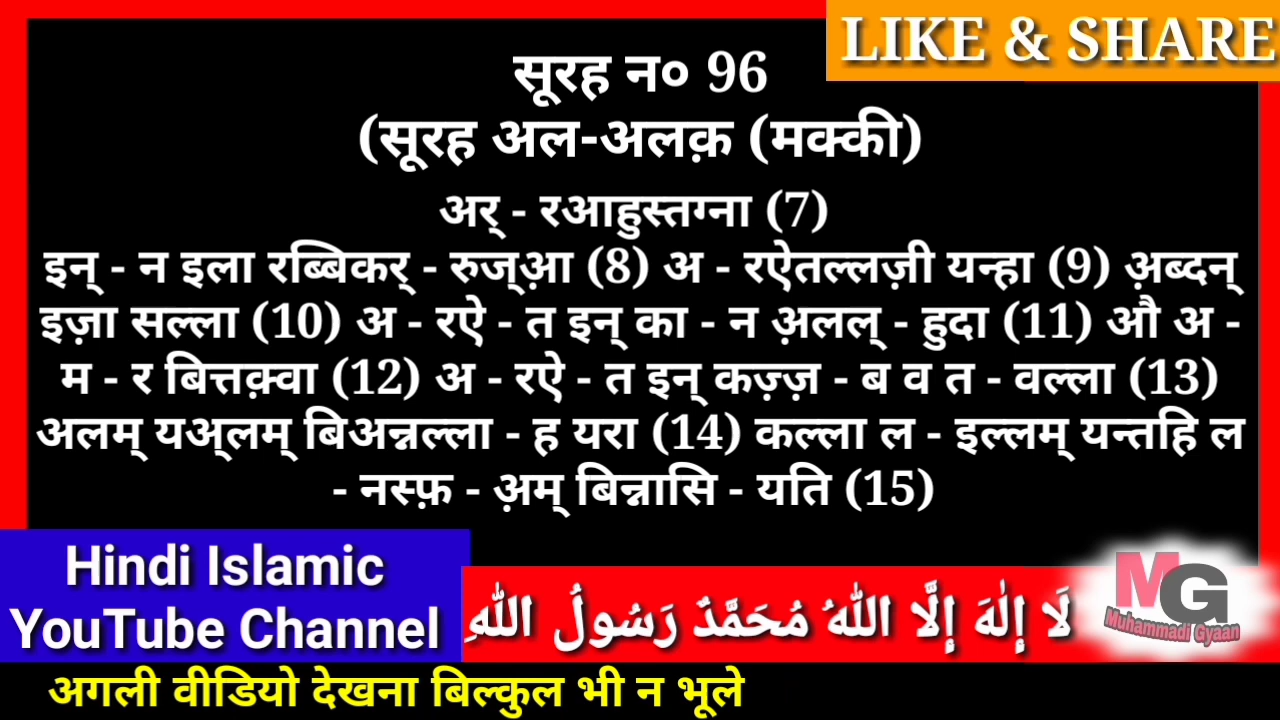 LIKE & SHARE
सूरह न० 96
(सूरह अल-अलक़ (मक्की)
अर् - रआहुस्तग्ना (7)
इन् - न इला रब्बिकर् - रुज्आ़ (8) अ - रऐतल्लज़ी यन्हा (9) अ़ब्दन्
इज़ा सल्ला (10) अ - रऐ - त इन् का - न अ़लल् - हुदा (11) औ अ -
म - र बित्तक़्वा (12) अ - रऐ - त इन् कज़्ज़ - ब व त - वल्ला (13)
अलम् यअ्लम् बिअन्नल्ला - ह यरा (14) कल्ला ल - इल्लम् यन्तहि ल
- नस्फ़ - अ़म् बिन्नासि - यति (15)
Hindi Islamic
YouTube Channel
لَا إِلٰهَ إِلَّا اللّٰهُ مُحَمَّدٌ رَسُولُ اللّٰهِ
MG
Muhammadi Gyaan
अगली वीडियो देखना बिल्कुल भी न भूले